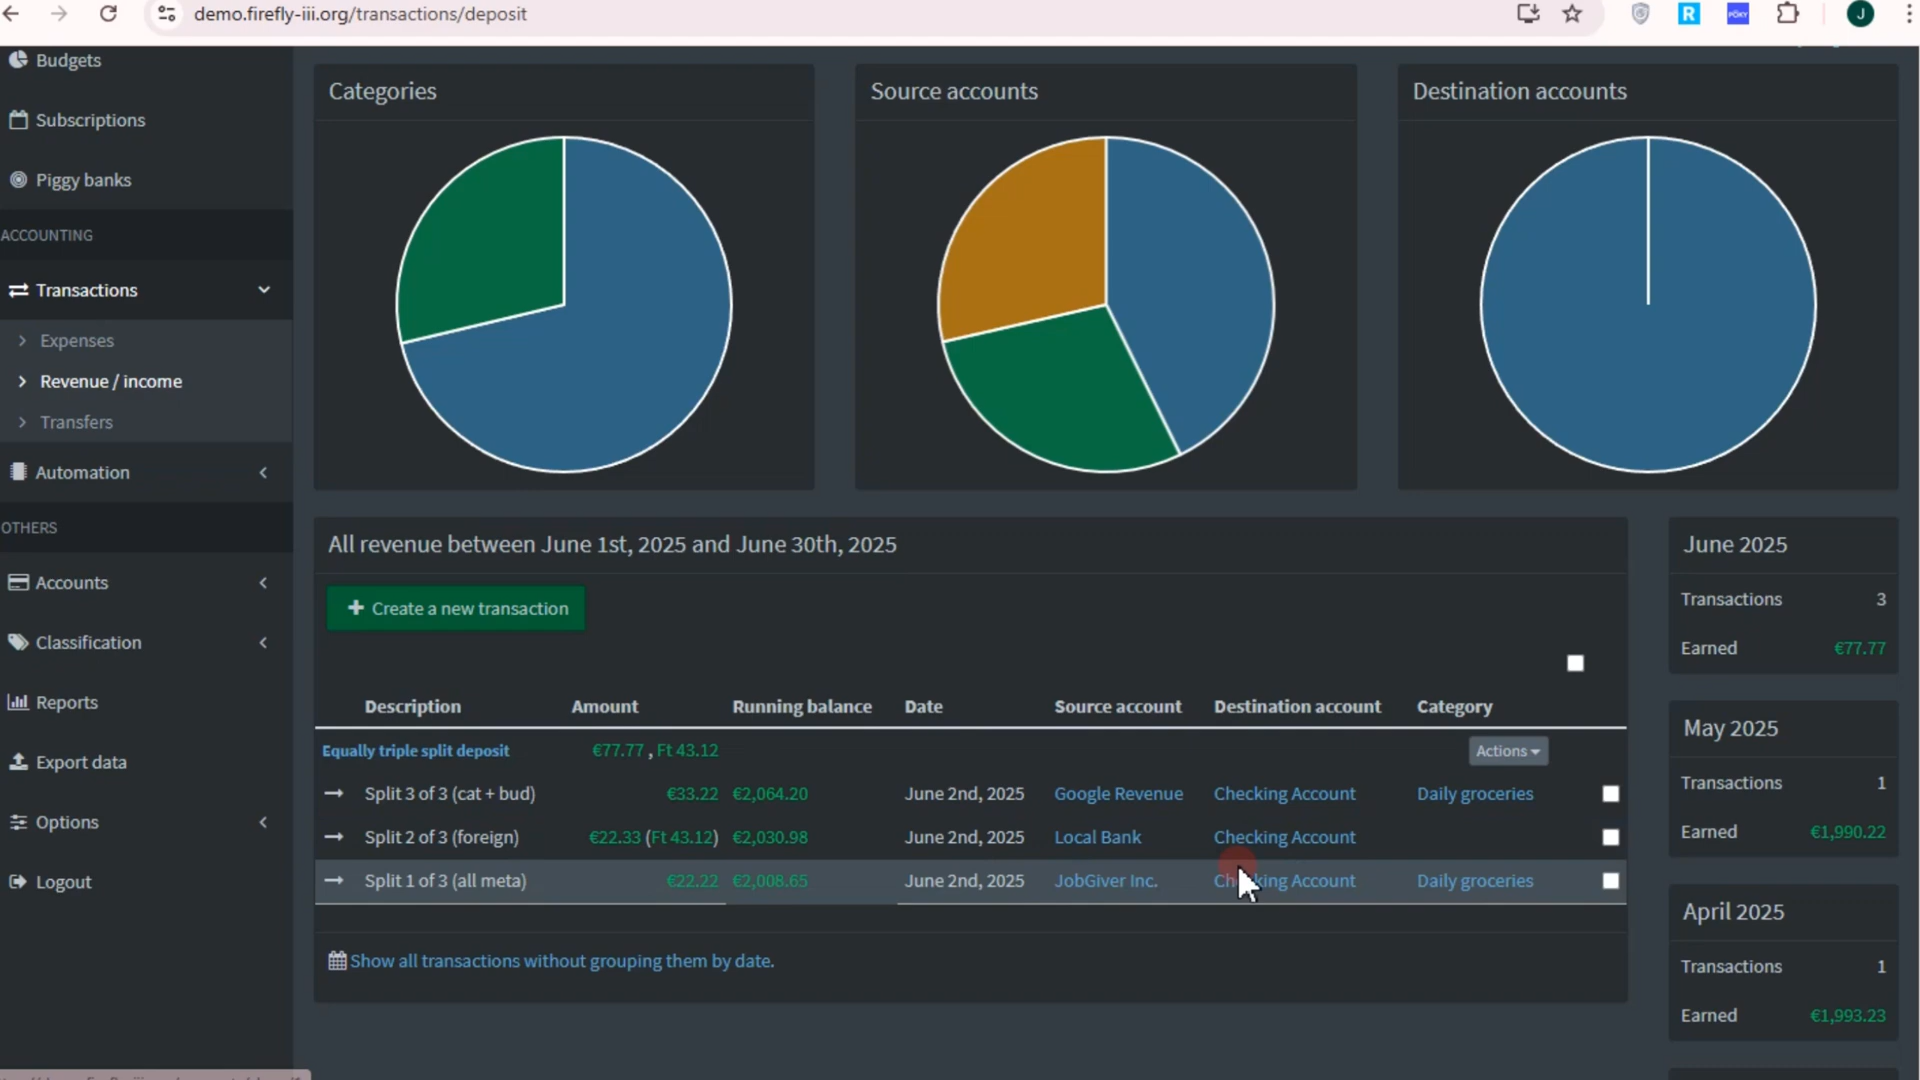 demo.firefly-iii.org/transactions/deposit
R
J
Budgets
Subscriptions
Piggy banks
ACCOUNTING
Transactions
Expenses
Revenue / income
Transfers
Automation
OTHERS
Accounts
Classification
Reports
Export data
Options
Logout
Categories
Source accounts
Destination accounts
All revenue between June 1st, 2025 and June 30th, 2025
Create a new transaction
Description Amount Running balance Date Source account Destination account Category
Equally triple split deposit €77.77 , Ft 43.12 Actions
Split 3 of 3 (cat + bud) €33.22 €2,064.20 June 2nd, 2025 Google Revenue Checking Account Daily groceries
Split 2 of 3 (foreign) €22.33 (Ft 43.12) €2,030.98 June 2nd, 2025 Local Bank Checking Account
Split 1 of 3 (all meta) €22.22 €2,008.65 June 2nd, 2025 JobGiver Inc. Checking Account Daily groceries
Show all transactions without grouping them by date.
June 2025
Transactions 3
Earned €77.77
May 2025
Transactions 1
Earned €1,990.22
April 2025
Transactions 1
Earned €1,993.23